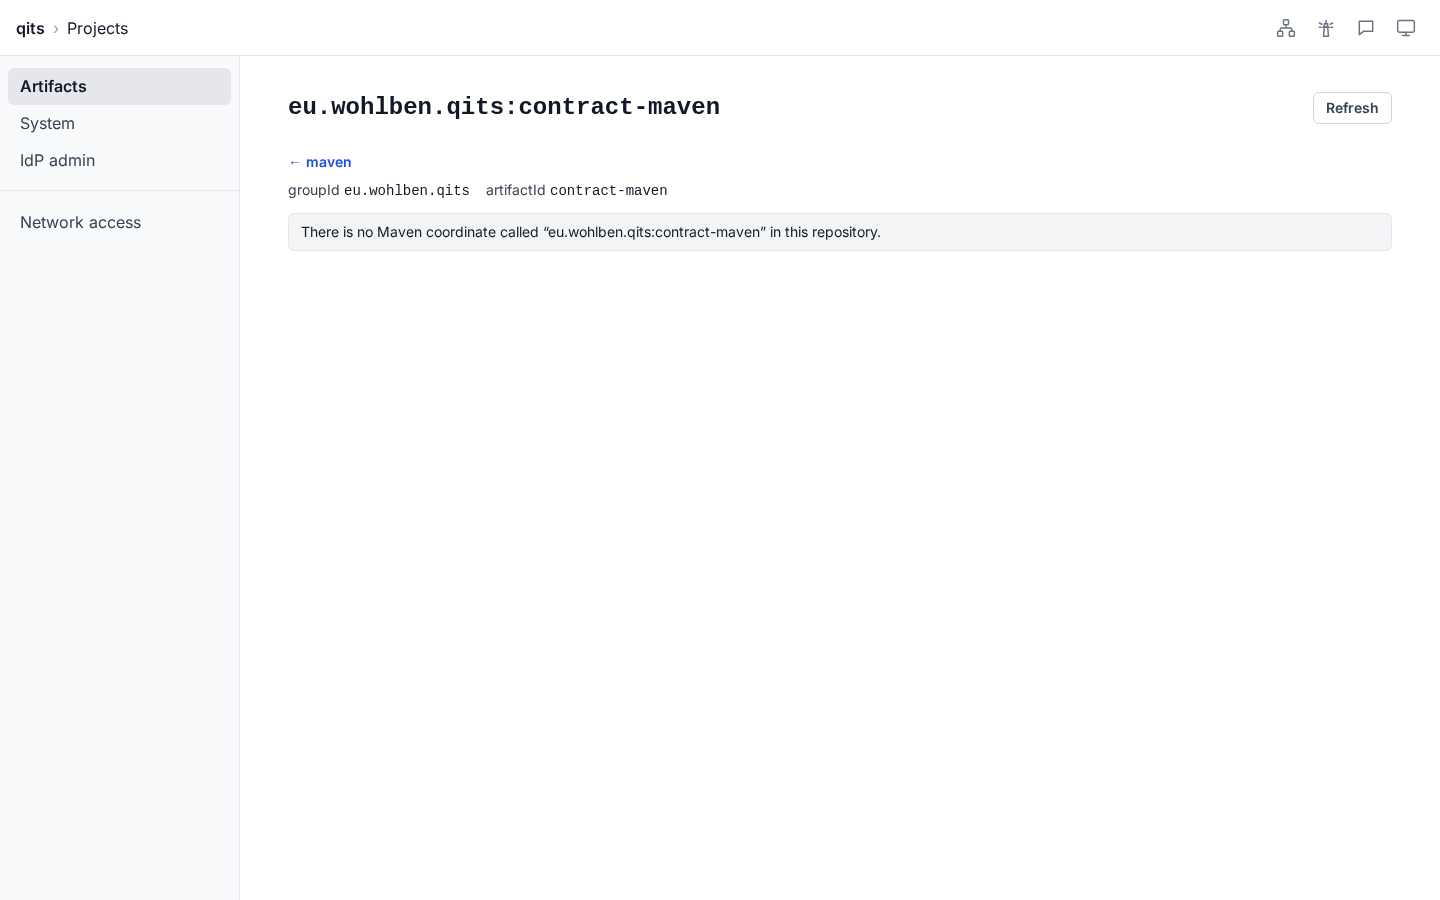 qits › Projects
Artifacts
System
IdP admin
Network access
eu.wohlben.qits:contract-maven
Refresh
← maven
groupId eu.wohlben.qits artifactId contract-maven
There is no Maven coordinate called “eu.wohlben.qits:contract-maven” in this repository.